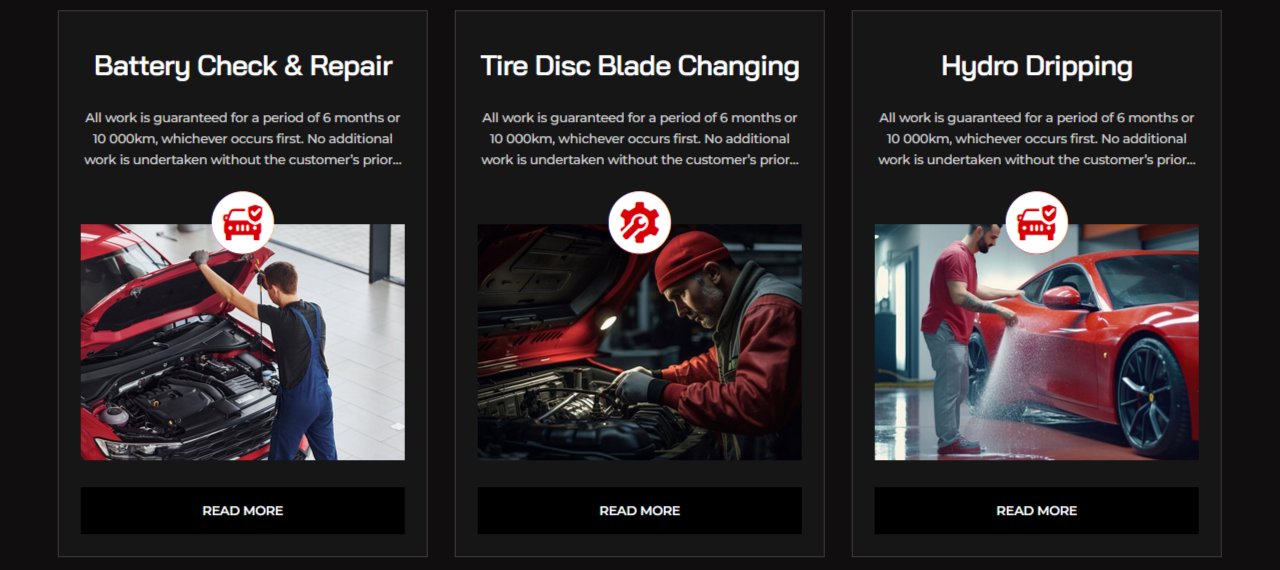 Battery Check & Repair
All work is guaranteed for a period of 6 months or
10 000km, whichever occurs first. No additional
work is undertaken without the customer’s prior...
READ MORE
Tire Disc Blade Changing
All work is guaranteed for a period of 6 months or
10 000km, whichever occurs first. No additional
work is undertaken without the customer’s prior...
READ MORE
Hydro Dripping
All work is guaranteed for a period of 6 months or
10 000km, whichever occurs first. No additional
work is undertaken without the customer’s prior...
READ MORE